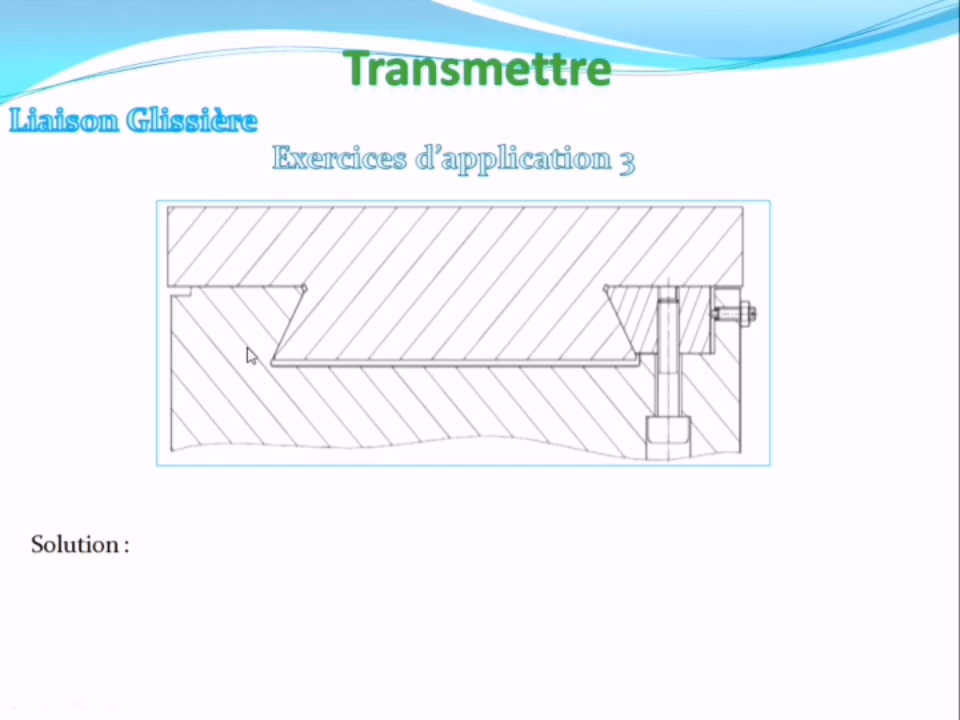 Transmettre
Liaison Glissière
Exercices d'application 3
Solution :